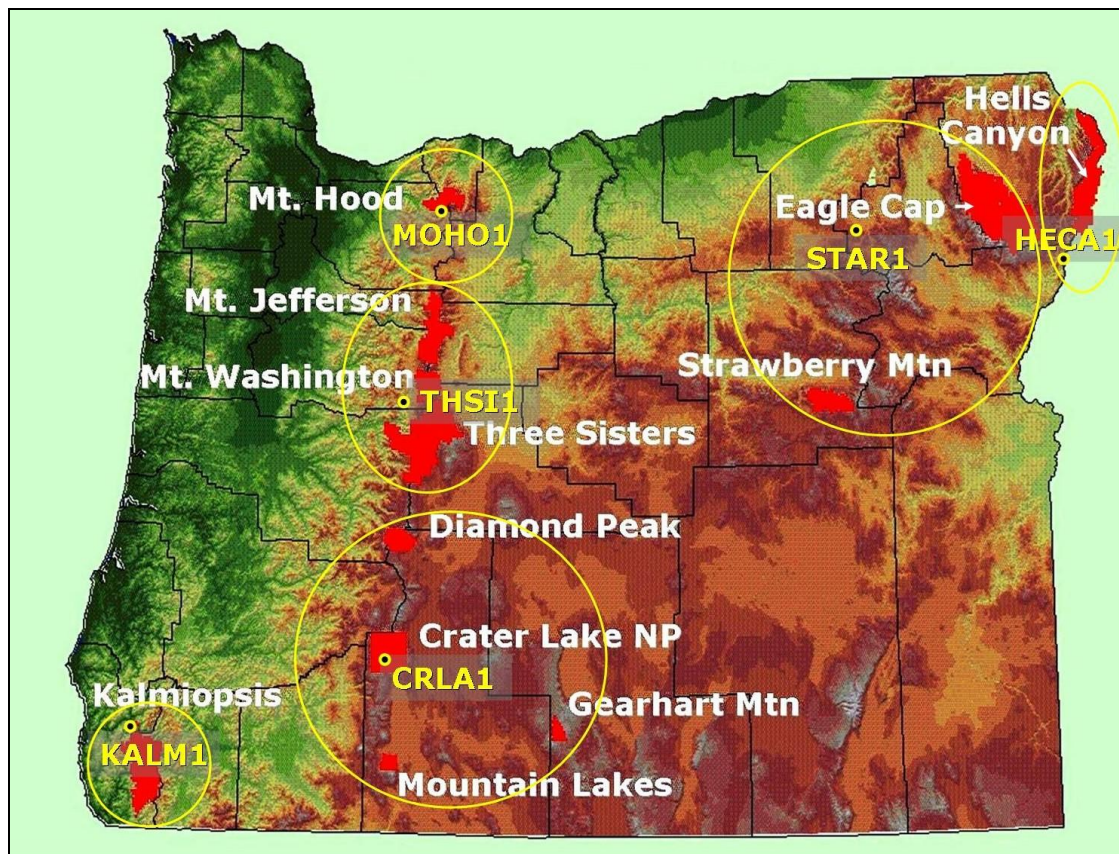 Hells
Canyon
Mt. Hood
Eagle Cap
MOHO1
STAR1
HECA1
Mt. Jefferson
Mt. Washington
Strawberry Mtn
THSI1
Three Sisters
Diamond Peak
Crater Lake NP
CRLA1
Kalmiopsis
Gearhart Mtn
KALM1
Mountain Lakes